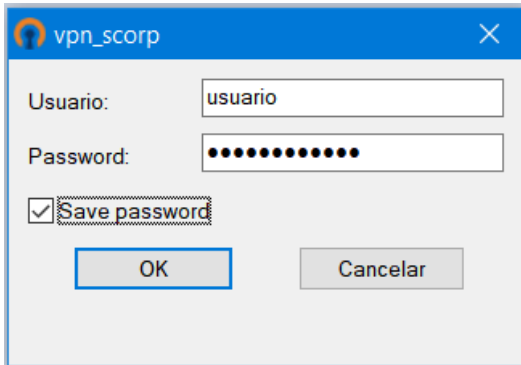 vpn_scorp
Usuario: usuario
Password: ●●●●●●●●●●●●
Save password
OK Cancelar